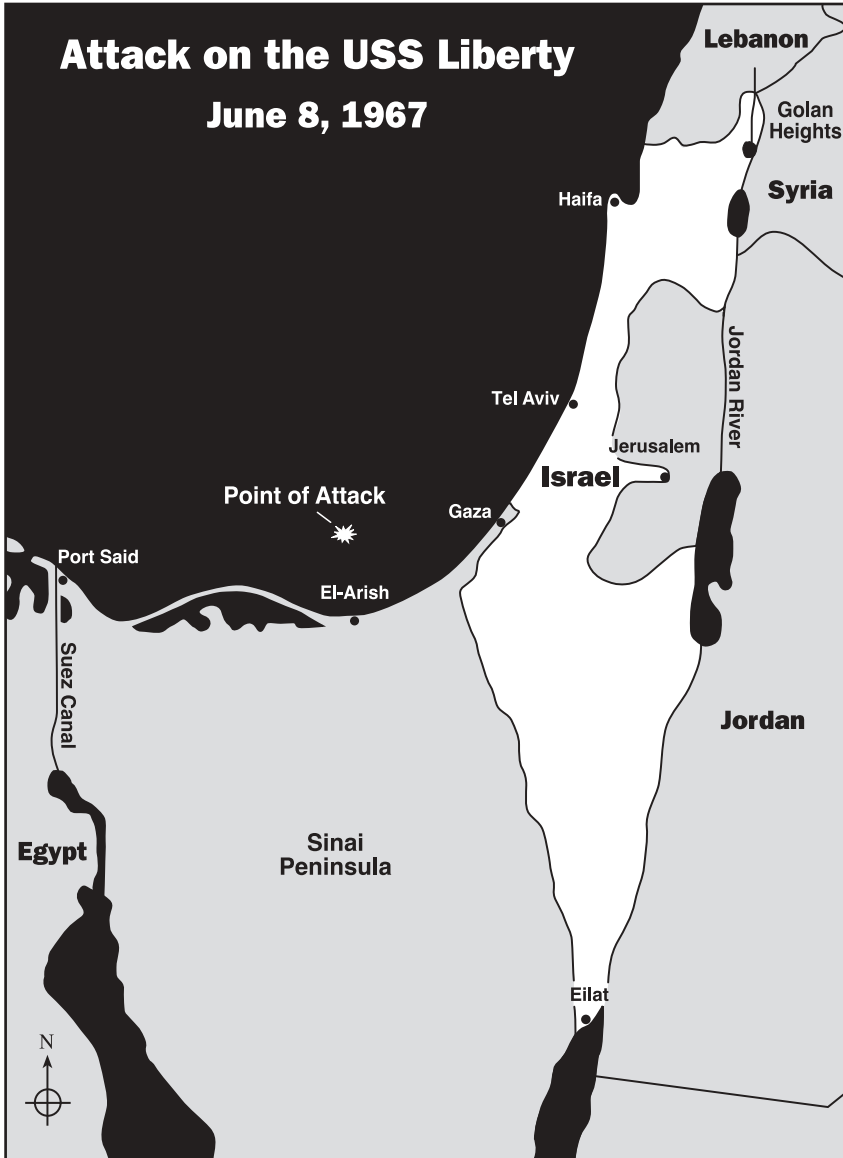 Attack on the USS Liberty
June 8, 1967
Lebanon
Golan
Heights
Syria
Haifa
Jordan River
Tel Aviv
Jerusalem
Israel
Point of Attack
Gaza
Port Said
El-Arish
Suez Canal
Jordan
Sinai
Peninsula
Egypt
Eilat
N